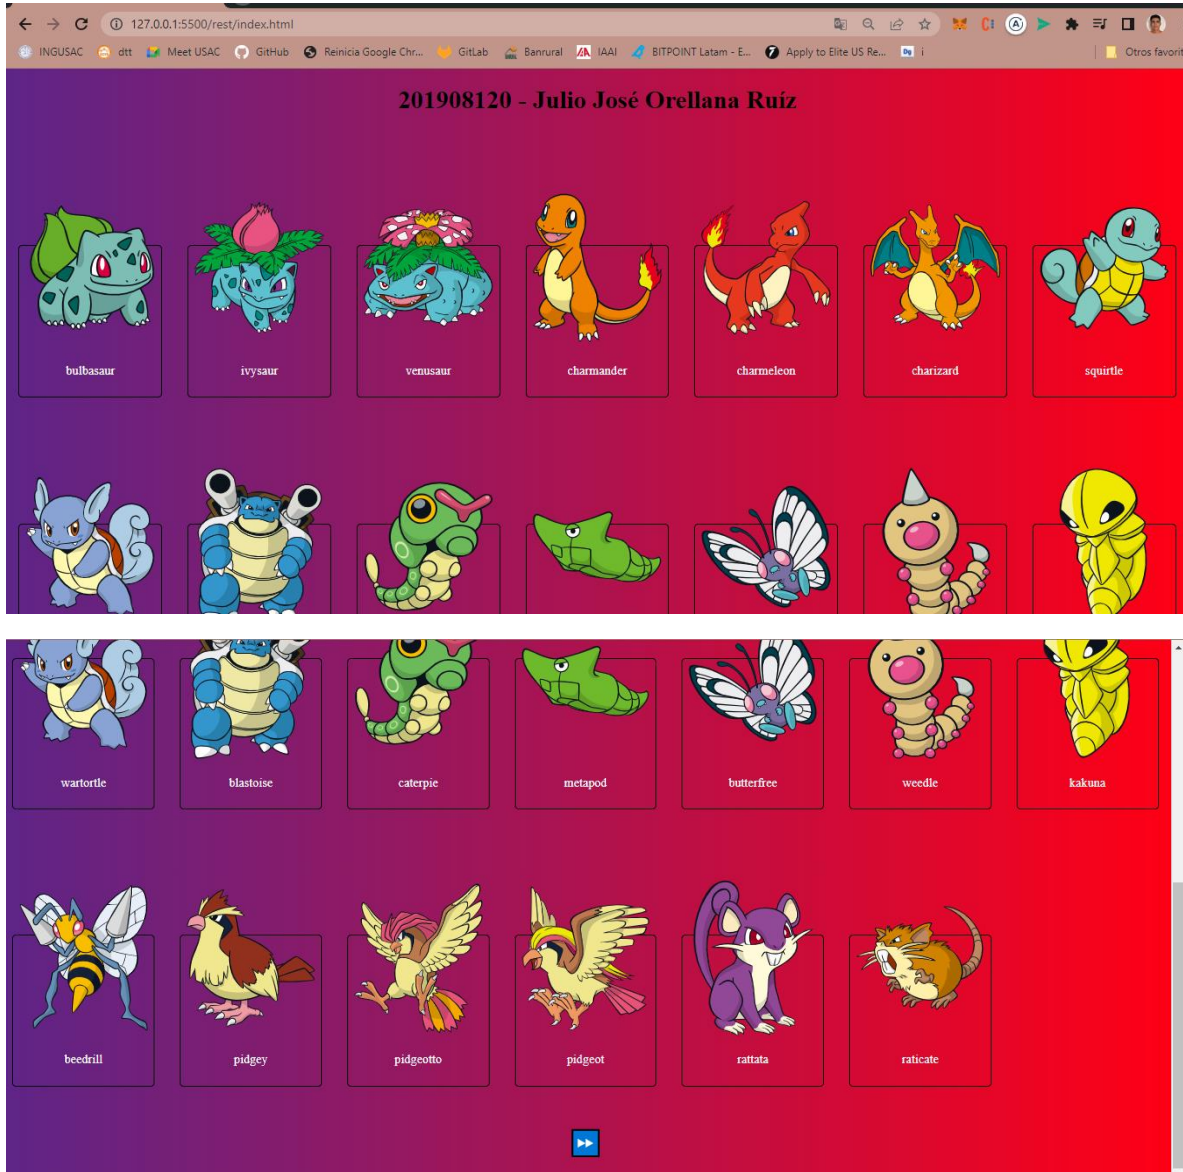 127.0.0.1:5500/rest/index.html
INGUSAC dtt Meet USAC GitHub Reinicia Google Chr... GitLab Banrural IAAI BITPOINT Latam - E... Apply to Elite US Re... Dg i Otros favorit
201908120 - Julio José Orellana Ruíz
bulbasaur ivysaur venusaur charmander charmeleon charizard squirtle
wartortle blastoise caterpie metapod butterfree weedle kakuna
beedrill pidgey pidgeotto pidgeot rattata raticate